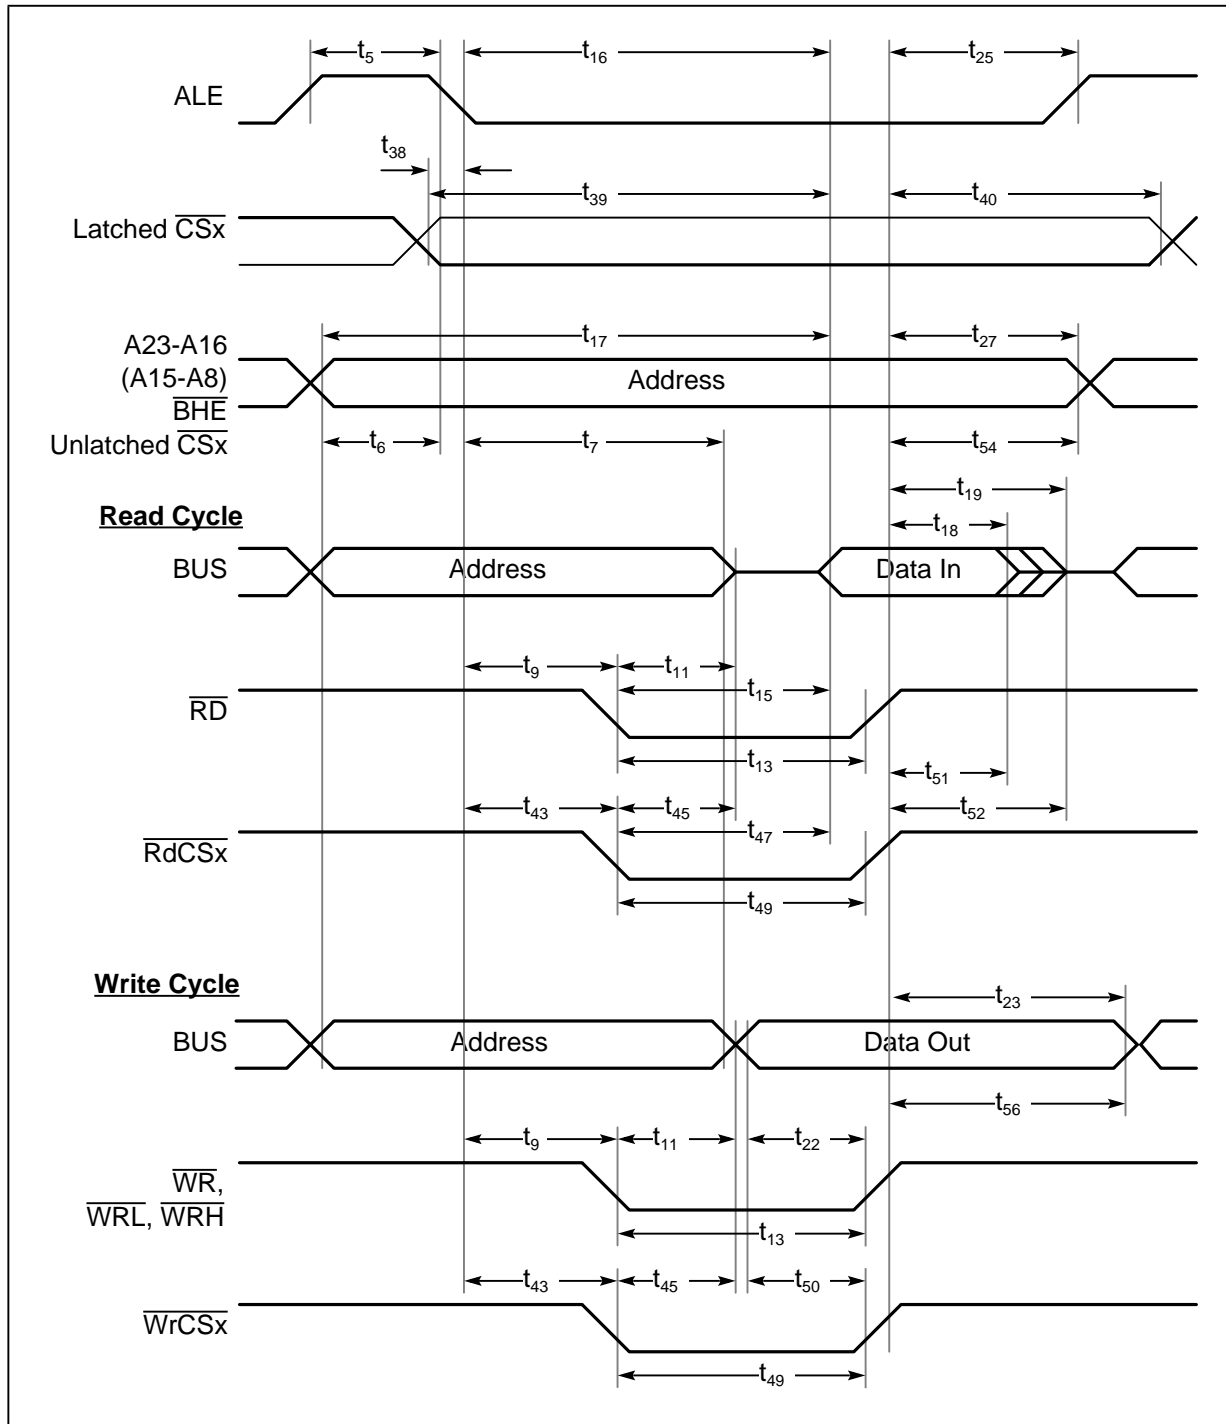 t5 t16 t25
ALE
t38
t39 t40
Latched CSx
t17 t27
A23-A16
(A15-A8)
Address
BHE
Unlatched CSx
t6 t7 t54
t19
Read Cycle
t18
BUS Address Data In
t9 t11
t15
RD
t13
t51
t43 t45 t52
t47
RdCSx
t49
Write Cycle
t23
BUS Address Data Out
t56
t9 t11 t22
WR,
WRL, WRH
t13
t43 t45 t50
WrCSx
t49